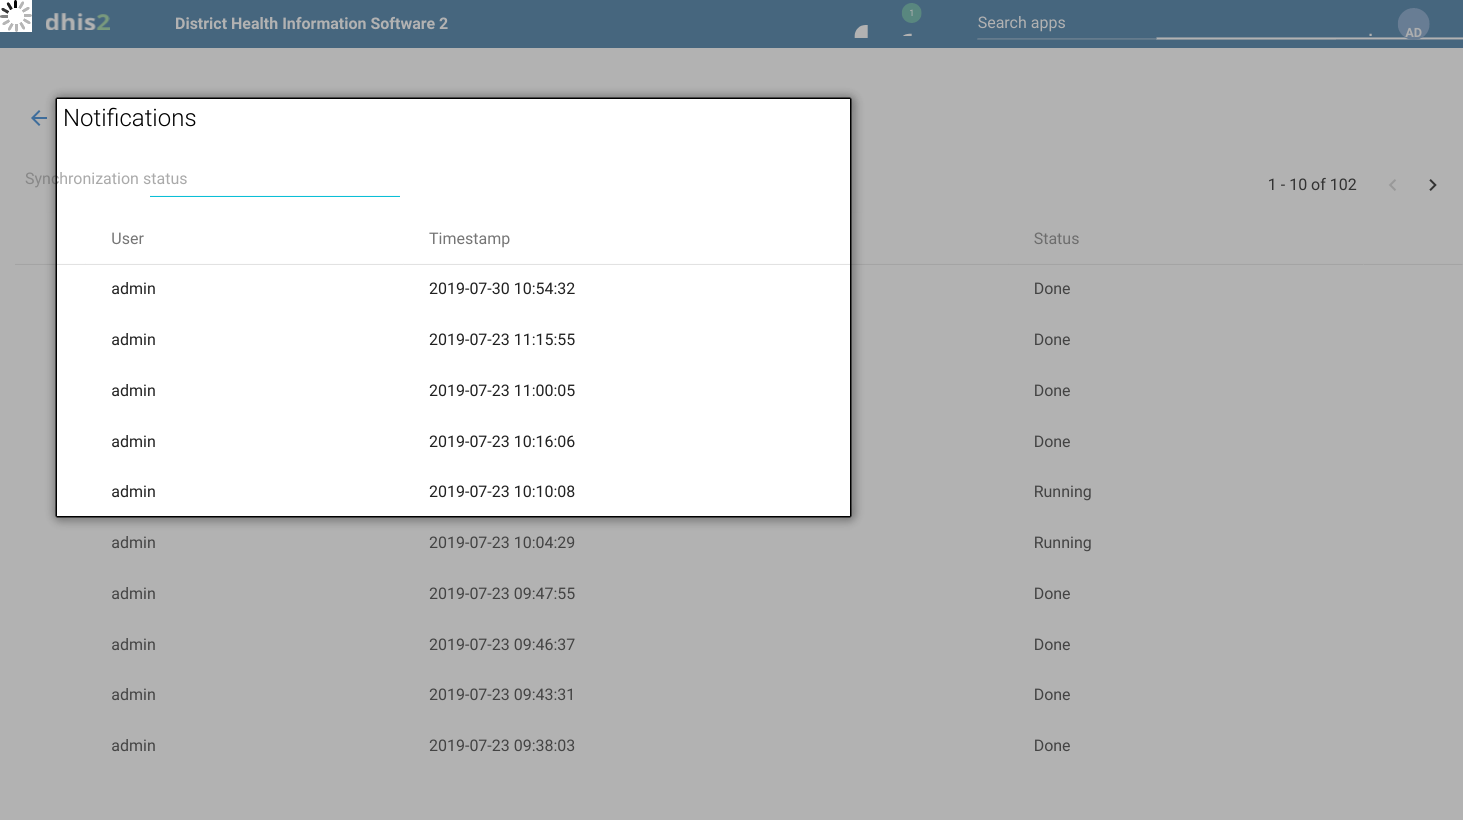 dhis2 District Health Information Software 2 1 Search apps AD
Notifications
Synchronization status 1 - 10 of 102
User Timestamp Status
admin 2019-07-30 10:54:32 Done
admin 2019-07-23 11:15:55 Done
admin 2019-07-23 11:00:05 Done
admin 2019-07-23 10:16:06 Done
admin 2019-07-23 10:10:08 Running
admin 2019-07-23 10:04:29 Running
admin 2019-07-23 09:47:55 Done
admin 2019-07-23 09:46:37 Done
admin 2019-07-23 09:43:31 Done
admin 2019-07-23 09:38:03 Done